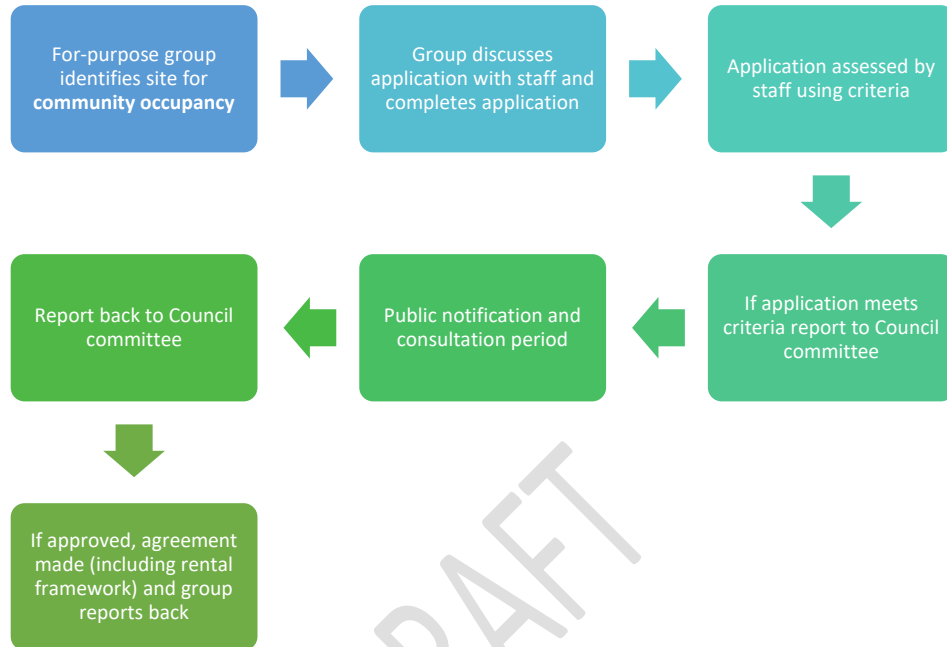 For-purpose group
identifies site for
community occupancy
Group discusses
application with staff and
completes application
Application assessed by
staff using criteria
If application meets
criteria report to Council
committee
Public notification and
consultation period
Report back to Council
committee
If approved, agreement
made (including rental
framework) and group
reports back
RAFT